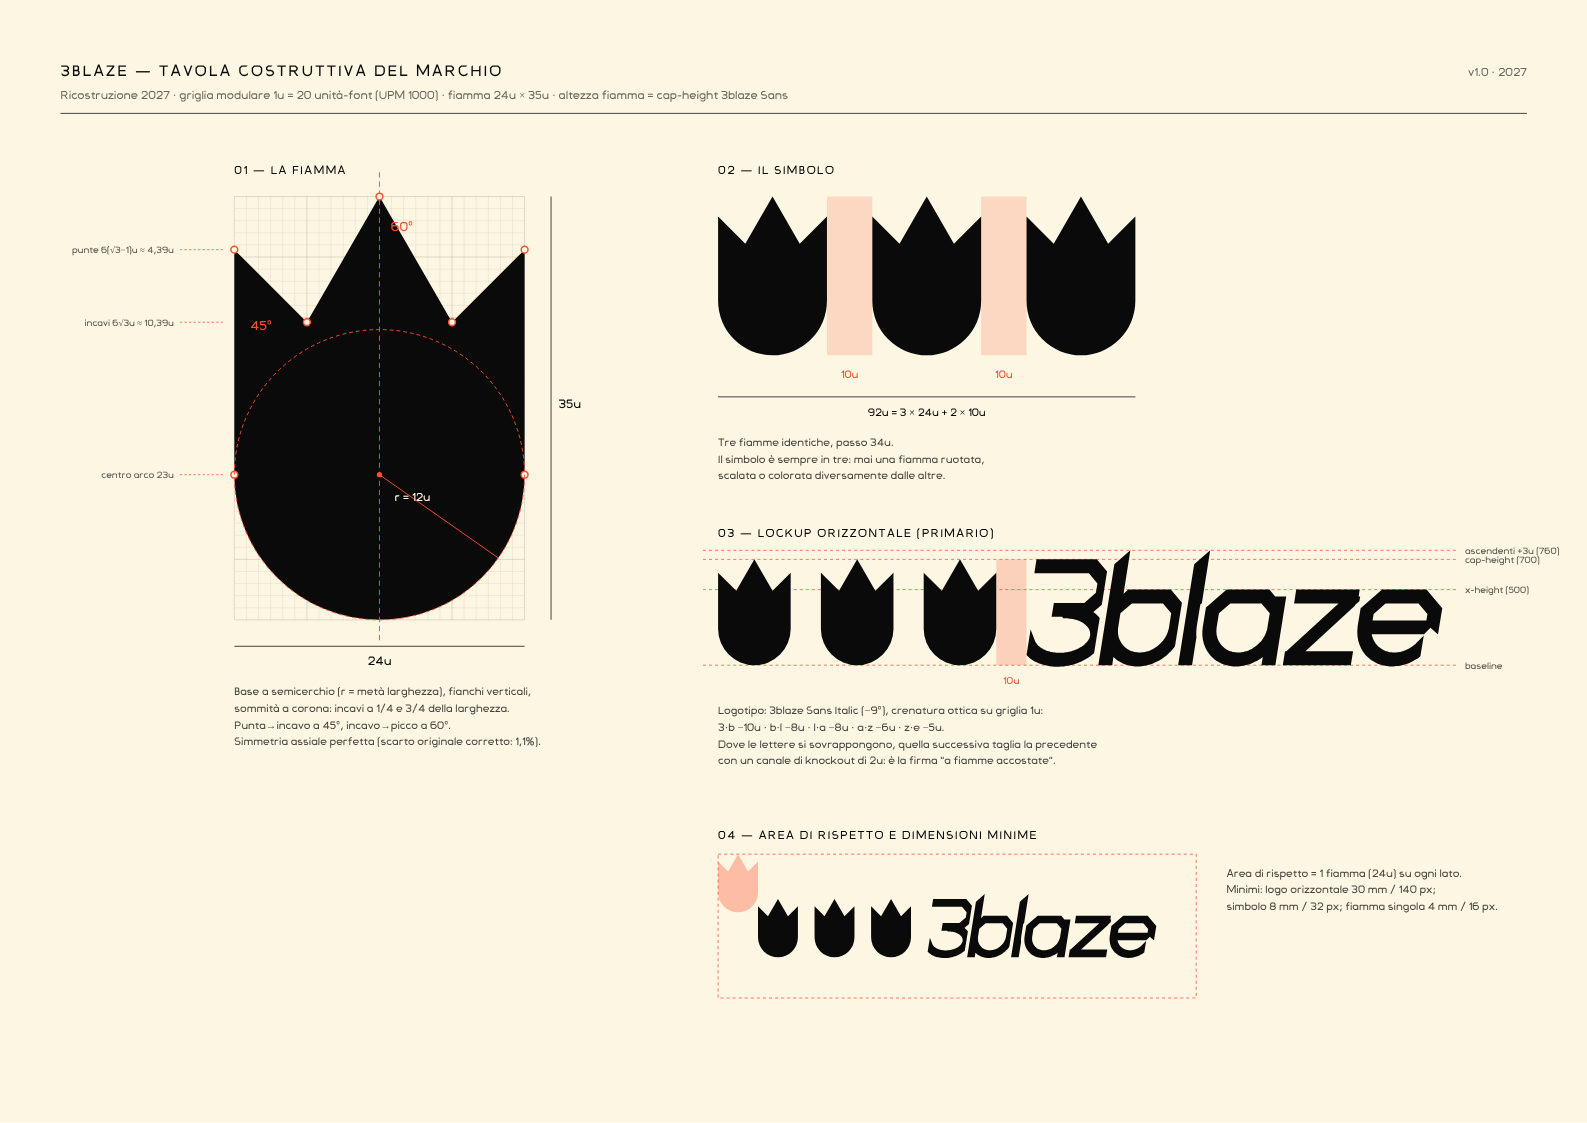 3BLAZE — TAVOLA COSTRUTTIVA DEL MARCHIO
v1.0 · 2027
Ricostruzione 2027 · griglia modulare 1u = 20 unità-font (UPM 1000) · fiamma 24u × 35u · altezza fiamma = cap-height 3blaze Sans
01 — LA FIAMMA
60°
punte 6(√3−1)u ≈ 4,39u
incavi 6√3u ≈ 10,39u
45°
35u
centro arco 23u
r = 12u
24u
Base a semicerchio (r = metà larghezza), fianchi verticali,
sommità a corona: incavi a 1/4 e 3/4 della larghezza.
Punta→incavo a 45°, incavo→picco a 60°.
Simmetria assiale perfetta (scarto originale corretto: 1,1%).
02 — IL SIMBOLO
10u
10u
92u = 3 × 24u + 2 × 10u
Tre fiamme identiche, passo 34u.
Il simbolo è sempre in tre: mai una fiamma ruotata,
scalata o colorata diversamente dalle altre.
03 — LOCKUP ORIZZONTALE (PRIMARIO)
ascendenti +3u (760)
cap-height (700)
x-height (500)
3blaze
baseline
10u
Logotipo: 3blaze Sans Italic (−9°), crenatura ottica su griglia 1u:
3·b −10u · b·l −8u · l·a −8u · a·z −6u · z·e −5u.
Dove le lettere si sovrappongono, quella successiva taglia la precedente
con un canale di knockout di 2u: è la firma "a fiamme accostate".
04 — AREA DI RISPETTO E DIMENSIONI MINIME
3blaze
Area di rispetto = 1 fiamma (24u) su ogni lato.
Minimi: logo orizzontale 30 mm / 140 px;
simbolo 8 mm / 32 px; fiamma singola 4 mm / 16 px.